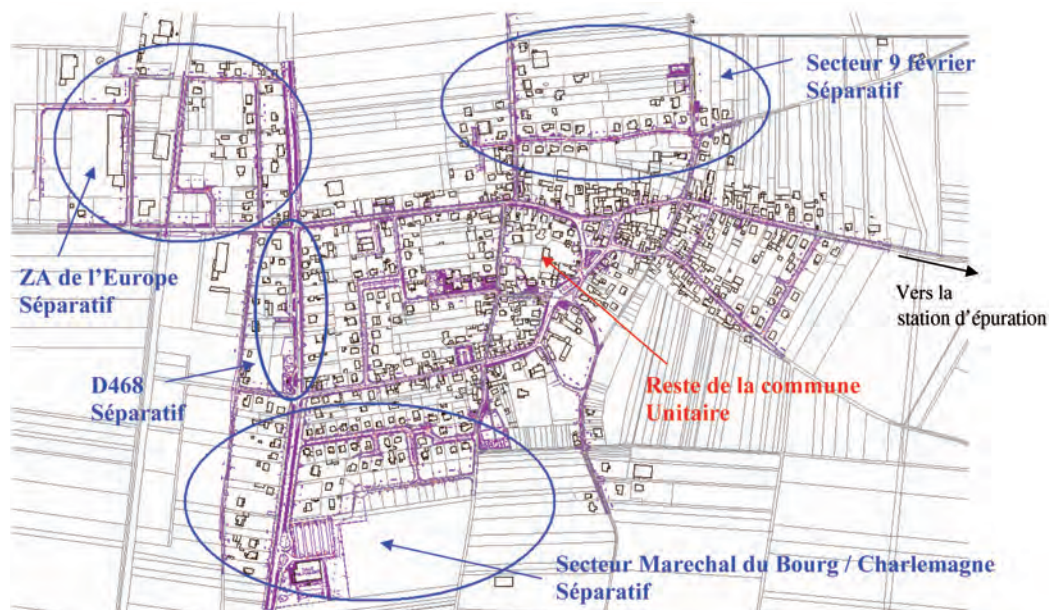 Secteur 9 février
Séparatif
ZA de l'Europe
Séparatif
Vers la
station d'épuration
D468
Séparatif
Reste de la commune
Unitaire
Secteur Marechal du Bourg / Charlemagne
Séparatif